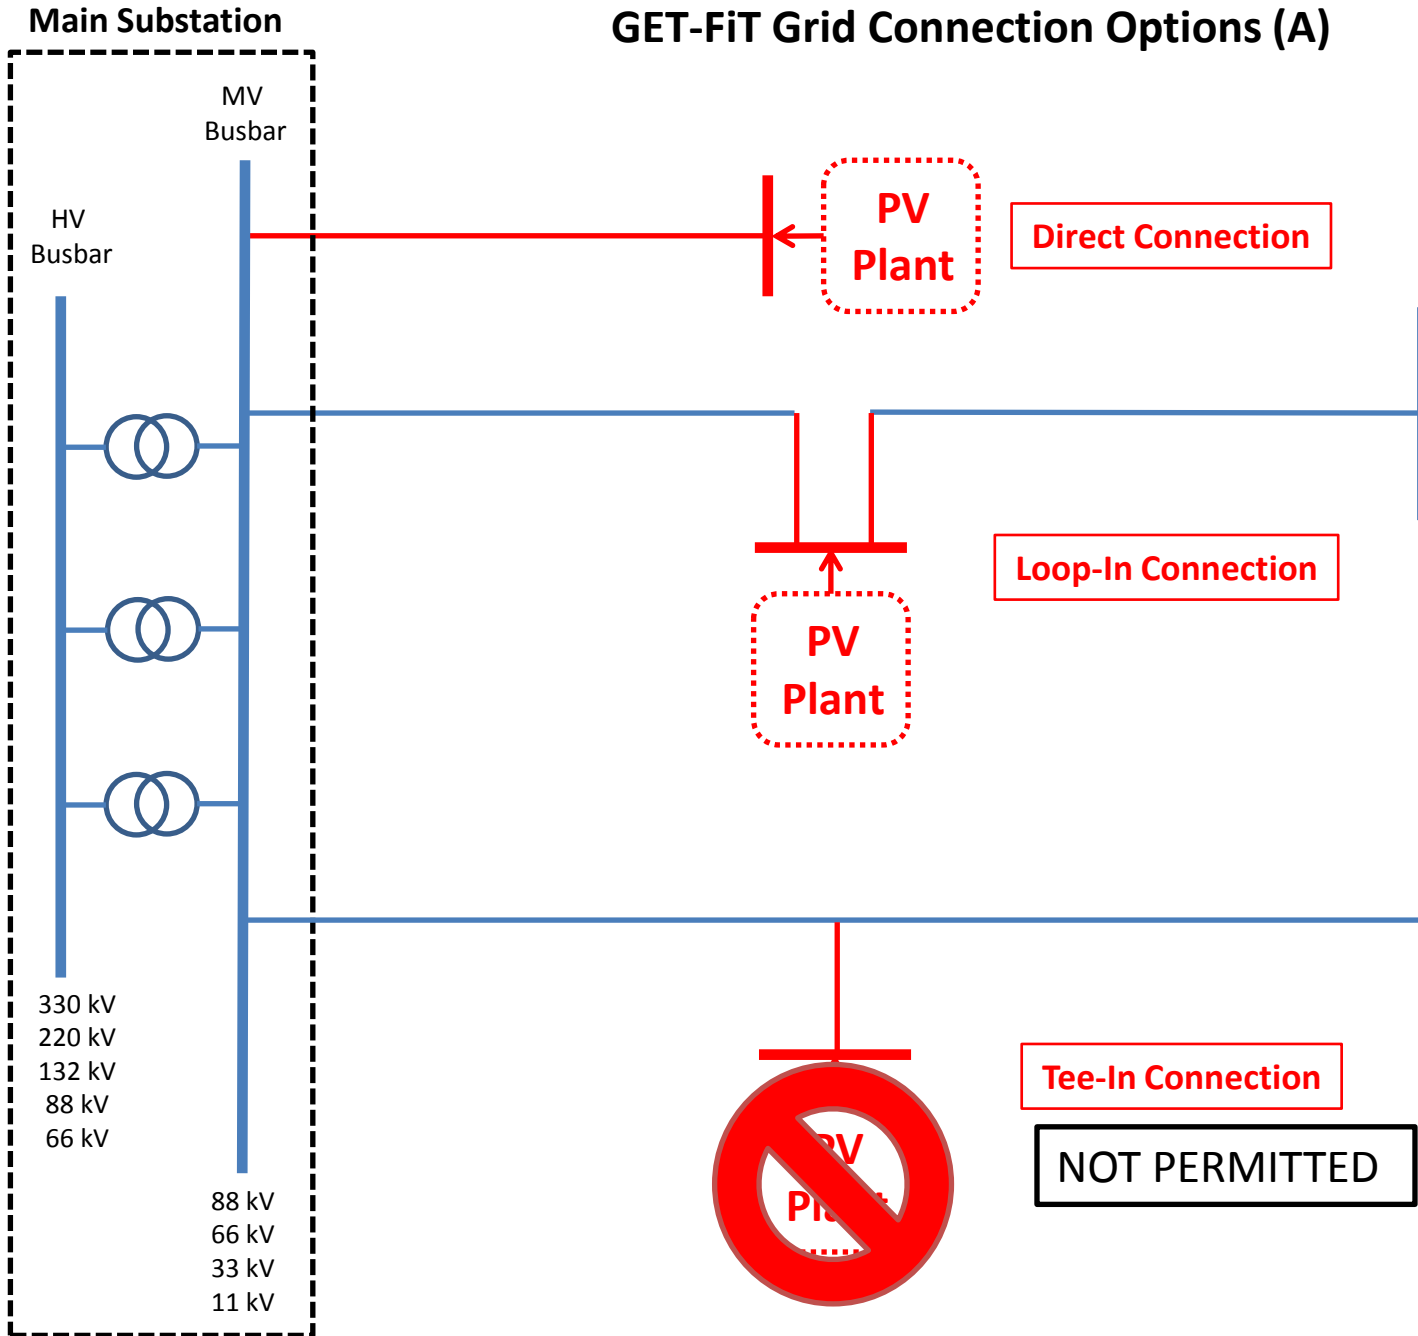 Main Substation
GET-FiT Grid Connection Options (A)
MV
Busbar
HV
Busbar
PV
Plant
Direct Connection
Loop-In Connection
PV
Plant
330 kV
220 kV
132 kV
88 kV
66 kV
88 kV
66 kV
33 kV
11 kV
PV
Plant
Tee-In Connection
NOT PERMITTED